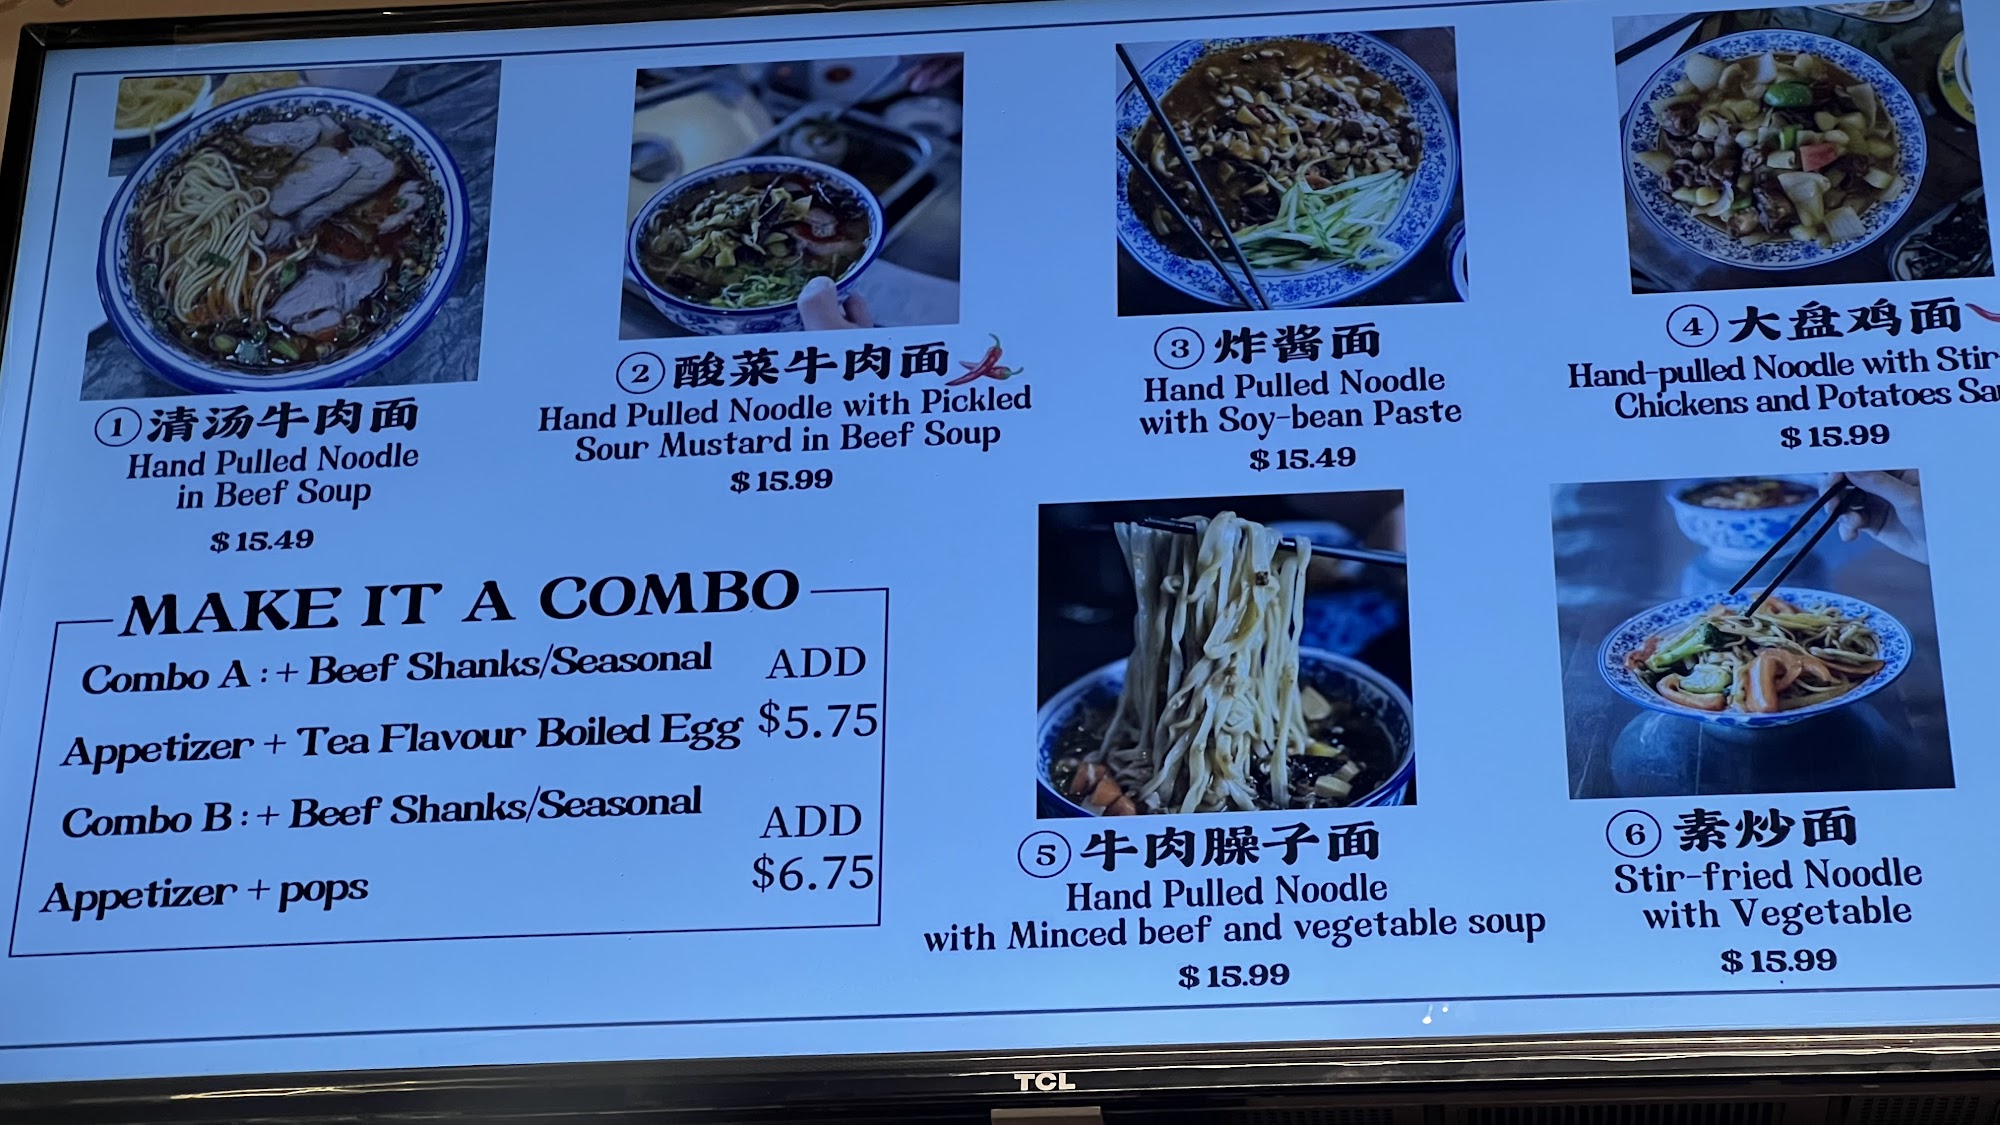 ① 清汤牛肉面
Hand Pulled Noodle
in Beef Soup
$ 15.49
② 酸菜牛肉面
Hand Pulled Noodle with Pickled
Sour Mustard in Beef Soup
$ 15.99
③ 炸酱面
Hand Pulled Noodle
with Soy-bean Paste
$ 15.49
④ 大盘鸡面
Hand-pulled Noodle with Stir-
Chickens and Potatoes
$ 15.99
MAKE IT A COMBO
Combo A : + Beef Shanks/Seasonal ADD
Appetizer + Tea Flavour Boiled Egg $5.75
Combo B : + Beef Shanks/Seasonal ADD
Appetizer + pops $6.75
⑤ 牛肉臊子面
Hand Pulled Noodle
with Minced beef and vegetable soup
$ 15.99
⑥ 素炒面
Stir-fried Noodle
with Vegetable
$ 15.99
TCL